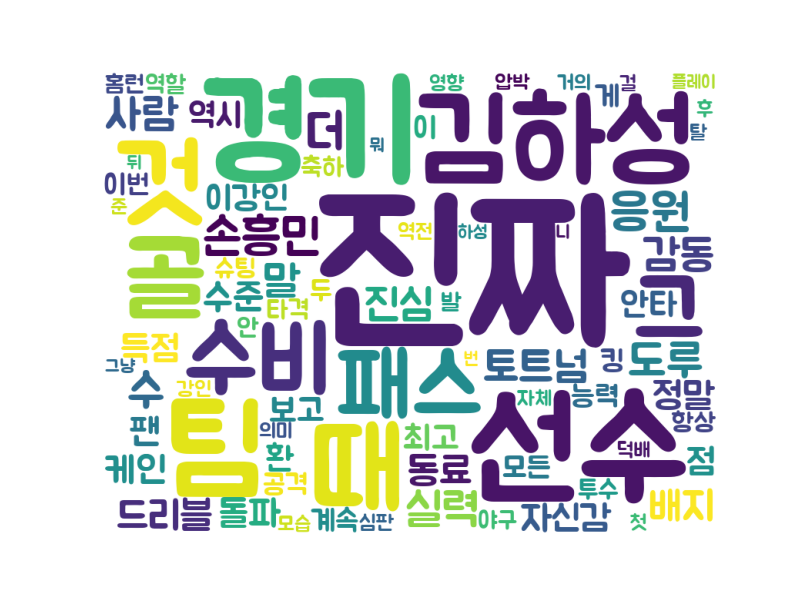 홈런 역할 경기 영향 압박 거의 게 걸 플레이
사람 역시 더 이 김하성 후
것 뒤 축하 뭐 탈
이번 준 이강인 진짜 응원
골 손흥민 역전 하성 니 그 감동
슈팅 말 두 진심 발
수준 타격 안타
득점 안 수비 패스 토트넘 킹 도루
그냥 수 강인 보고 번 자체 능력 정말
팬 의미 최고 선수 덕배 항상
케인 팀 환 때 동료 모든 점
공격 투수
드리블 돌파 모습 계속 심판 실력 야구 자신감 첫 배지